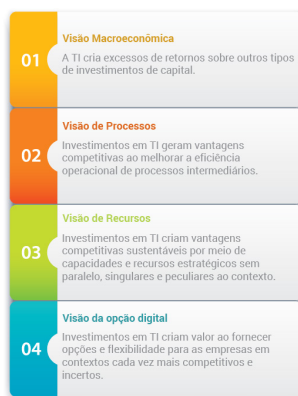 01
Visão Macroeconômica
A TI cria excessos de retornos sobre outros tipos
de investimentos de capital.
02
Visão de Processos
Investimentos em TI geram vantagens
competitivas ao melhorar a eficiência
operacional de processos intermediários.
03
Visão de Recursos
Investimentos em TI criam vantagens
competitivas sustentáveis por meio de
capacidades e recursos estratégicos sem
paralelo, singulares e peculiares ao contexto.
04
Visão da opção digital
Investimentos em TI criam valor ao fornecer
opções e flexibilidade para as empresas em
contextos cada vez mais competitivos e
incertos.